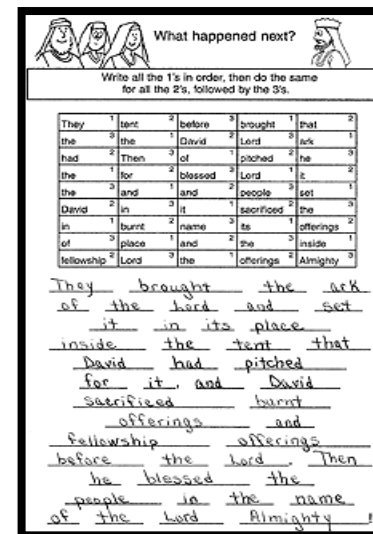 What happened next?
Write all the 1's in order, then do the same
for all the 2's, followed by the 3's.
They 1 tent 2 before 3 brought 1 that 2
the 3 the 1 David 2 Lord 3 ark 1
had 2 Then 3 of 1 pitched 2 he 3
the 1 for 2 blessed 3 Lord 1 it 2
the 3 and 1 and 2 people 3 set 1
David 2 in 3 it 1 sacrificed 2 the 3
in 1 burnt 2 name 3 its 1 offerings 2
of 3 place 1 and 2 the 3 inside 1
fellowship 2 Lord 3 the 1 offerings 2 Almighty 3
They brought the ark
of the Lord and set
it in its place
inside the tent that
David had pitched
for it, and David
sacrificed burnt
offerings and
fellowship offerings
before the Lord. Then
he blessed the
people in the name
of the Lord Almighty!